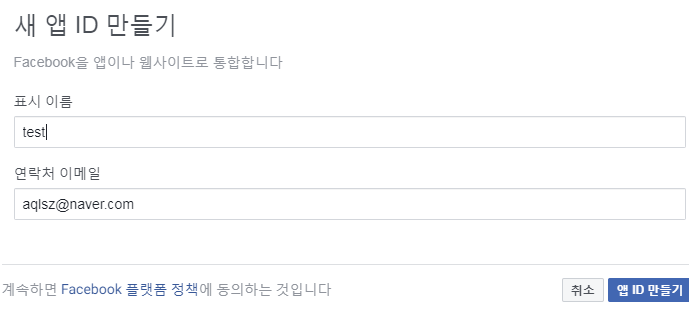 새 앱 ID 만들기
Facebook을 앱이나 웹사이트로 통합합니다
표시 이름
test
연락처 이메일
aqlsz@naver.com
계속하면 Facebook 플랫폼 정책에 동의하는 것입니다
취소
앱 ID 만들기